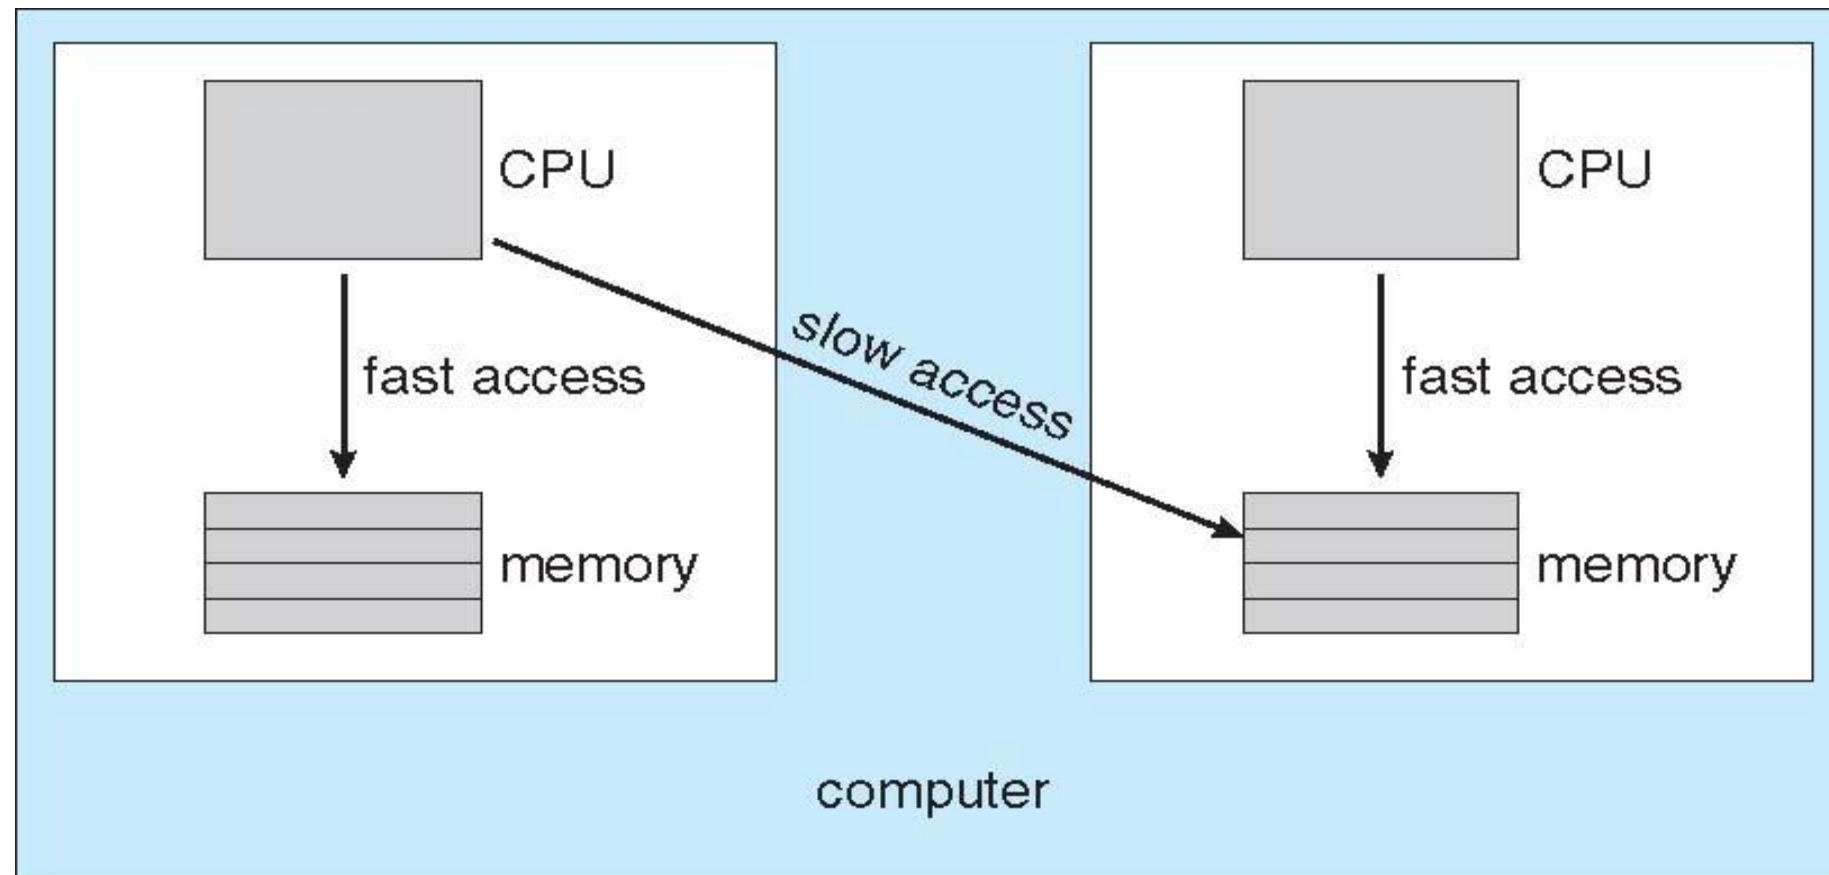 CPU
CPU
slow access
fast access
fast access
memory
memory
computer